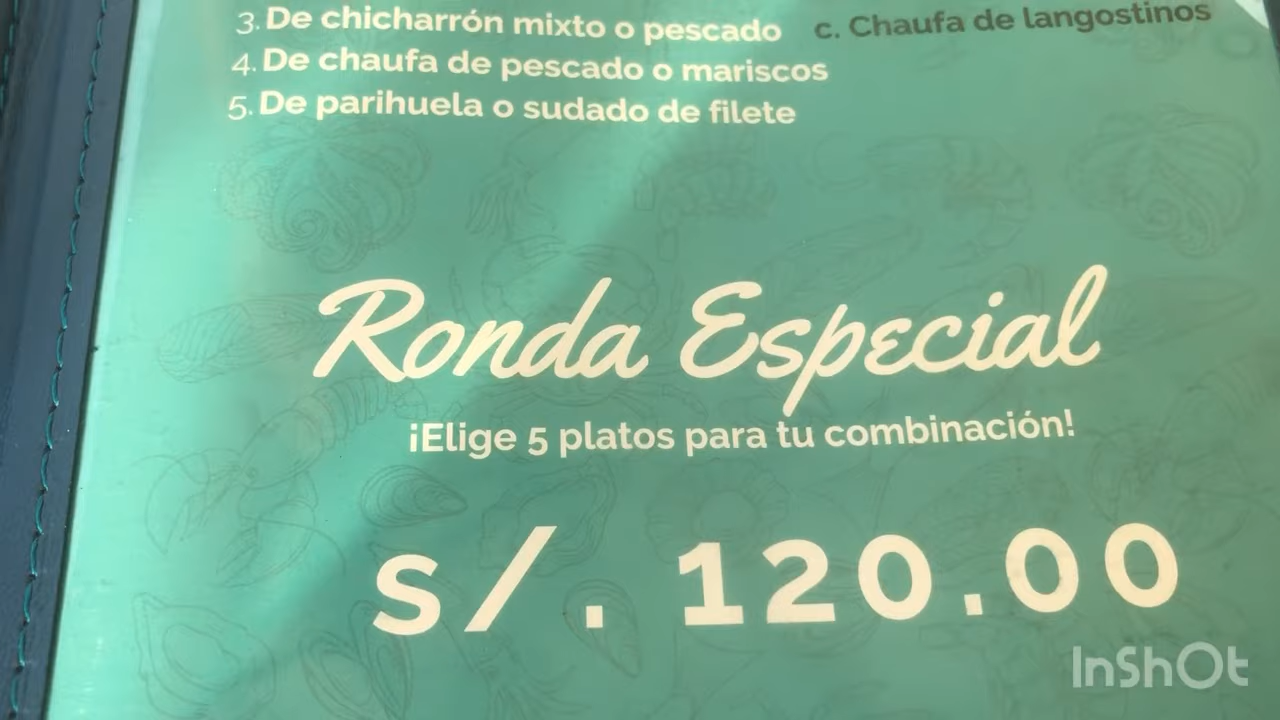 3. De chicharrón mixto o pescado
c. Chaufa de langostinos
4. De chaufa de pescado o mariscos
5. De parihuela o sudado de filete
Ronda Especial
¡Elige 5 platos para tu combinación!
S/. 120.00
InShOt